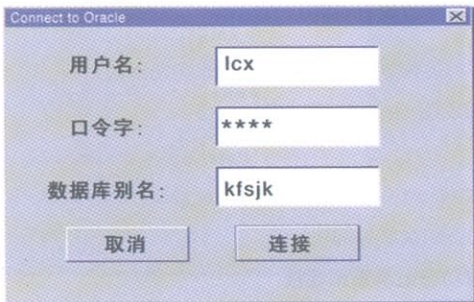 Connect to Oracle
用户名: lcx
口令字: ****
数据库别名: kfsjk
取消 连接